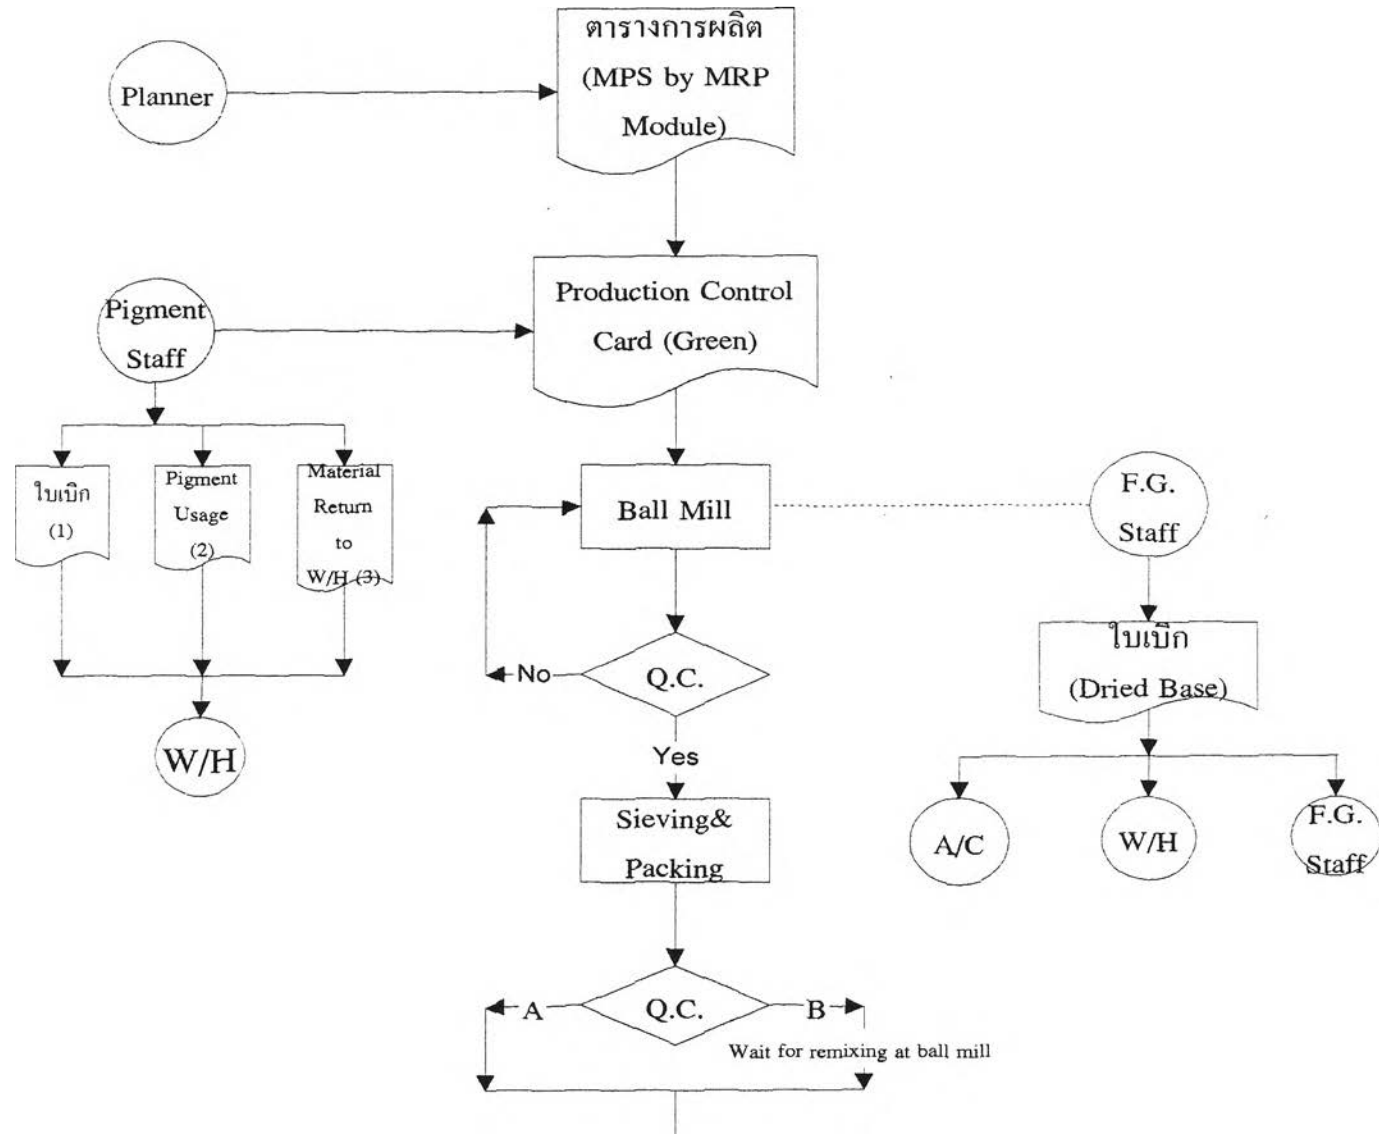 ตารางการผลิต
(MPS by MRP
Module)
Planner
Production Control
Card (Green)
Pigment
Staff
ใบเบิก
(1)
Pigment
Usage
(2)
Material
Return
to
W/H (3)
W/H
Ball Mill
F.G.
Staff
No
Q.C.
Yes
ใบเบิก
(Dried Base)
Sieving&
Packing
A/C
W/H
F.G.
Staff
A
Q.C.
B
Wait for remixing at ball mill